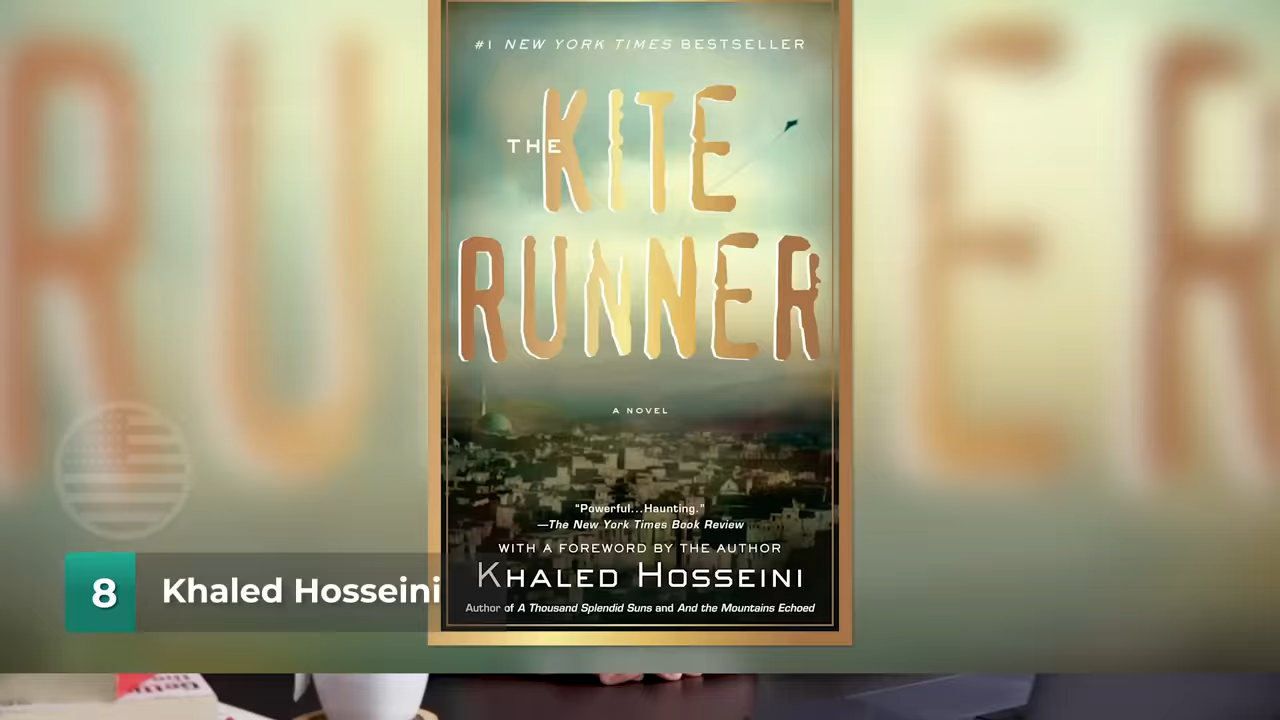 #1 NEW YORK TIMES BESTSELLER
THE KITE
RUNNER
A NOVEL
"Powerful...Haunting."
—The New York Times Book Review
WITH A FOREWORD BY THE AUTHOR
KHALED HOSSEINI
Author of A Thousand Splendid Suns and And the Mountains Echoed
8 Khaled Hosseini
R U E R